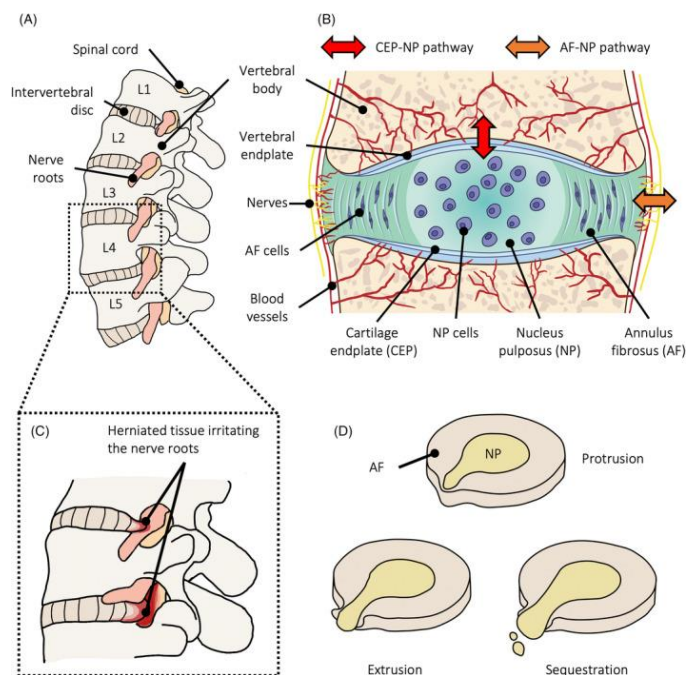 (A)
Spinal cord
Intervertebral
disc
L1
L2
Nerve
roots
L3
L4
L5
(B)
CEP-NP pathway
AF-NP pathway
Vertebral
body
Vertebral
endplate
Nerves
AF cells
Blood
vessels
Cartilage
endplate (CEP)
NP cells
Nucleus
pulposus (NP)
Annulus
fibrosus (AF)
(C)
Herniated tissue irritating
the nerve roots
(D)
AF
NP
Protrusion
Extrusion
Sequestration